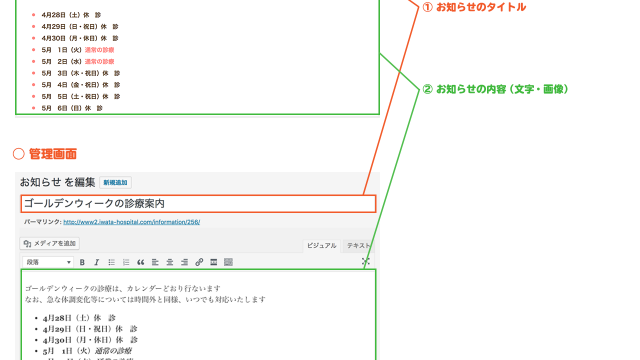 ① お知らせのタイトル
4月28日（土）休　診
4月29日（日・祝日）休　診
4月30日（月・休日）休　診
5月　1日（火）通常の診療
5月　2日（水）通常の診療
5月　3日（木・祝日）休　診
5月　4日（金・祝日）休　診
5月　5日（土・祝日）休　診
5月　6日（日）休　診
② お知らせの内容（文字・画像）
○ 管理画面
お知らせ を編集 新規追加
ゴールデンウィークの診療案内
パーマリンク: http://www2.iwata-hospital.com/information/256/
メディアを追加
ビジュアル テキスト
段落
ゴールデンウィークの診療は、カレンダーどおり行ないます
なお、急な体調変化等については時間外と同様、いつでも対応いたします
4月28日（土）休　診
4月29日（日・祝日）休　診
4月30日（月・休日）休　診
5月　1日（火）通常の診療